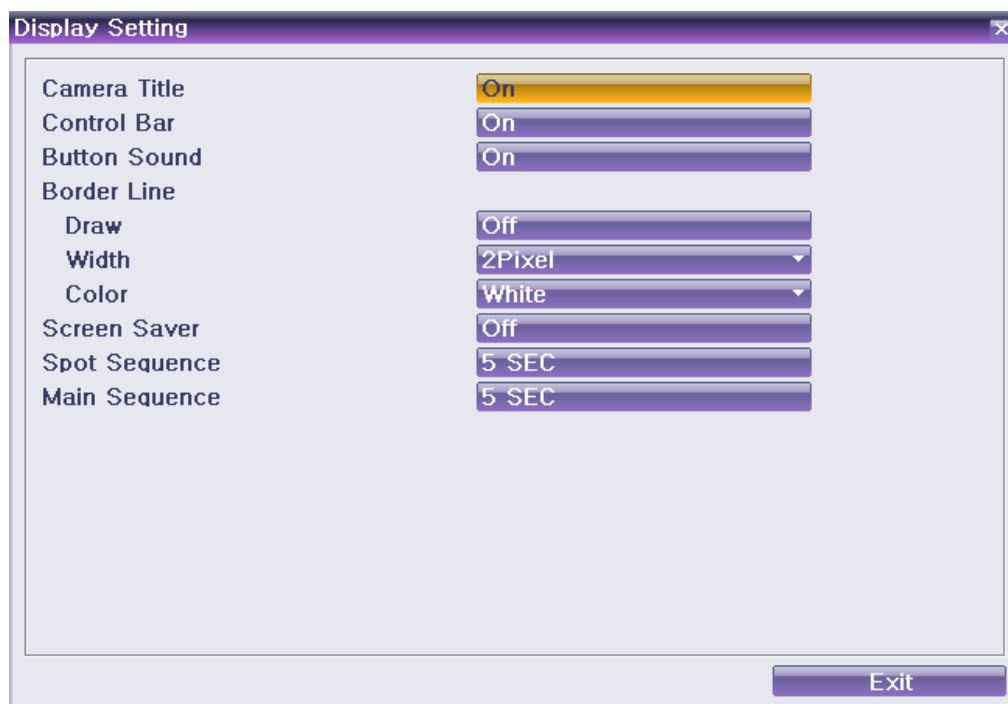 Display Setting
Camera Title On
Control Bar On
Button Sound On
Border Line
Draw Off
Width 2Pixel
Color White
Screen Saver Off
Spot Sequence 5 SEC
Main Sequence 5 SEC
Exit